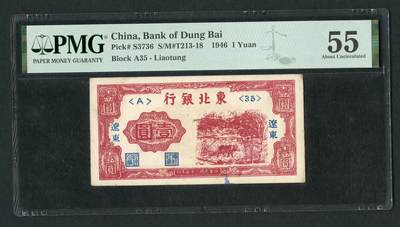 PMG
PAPER MONEY GUARANTY
China, Bank of Dung Bai
Pick# S3736 S/M#T213-18 1946 1 Yuan
Block A35 - Liaotung
55
About Uncirculated
行銀北東
<A> <35>
遼東 遼東
壹圓